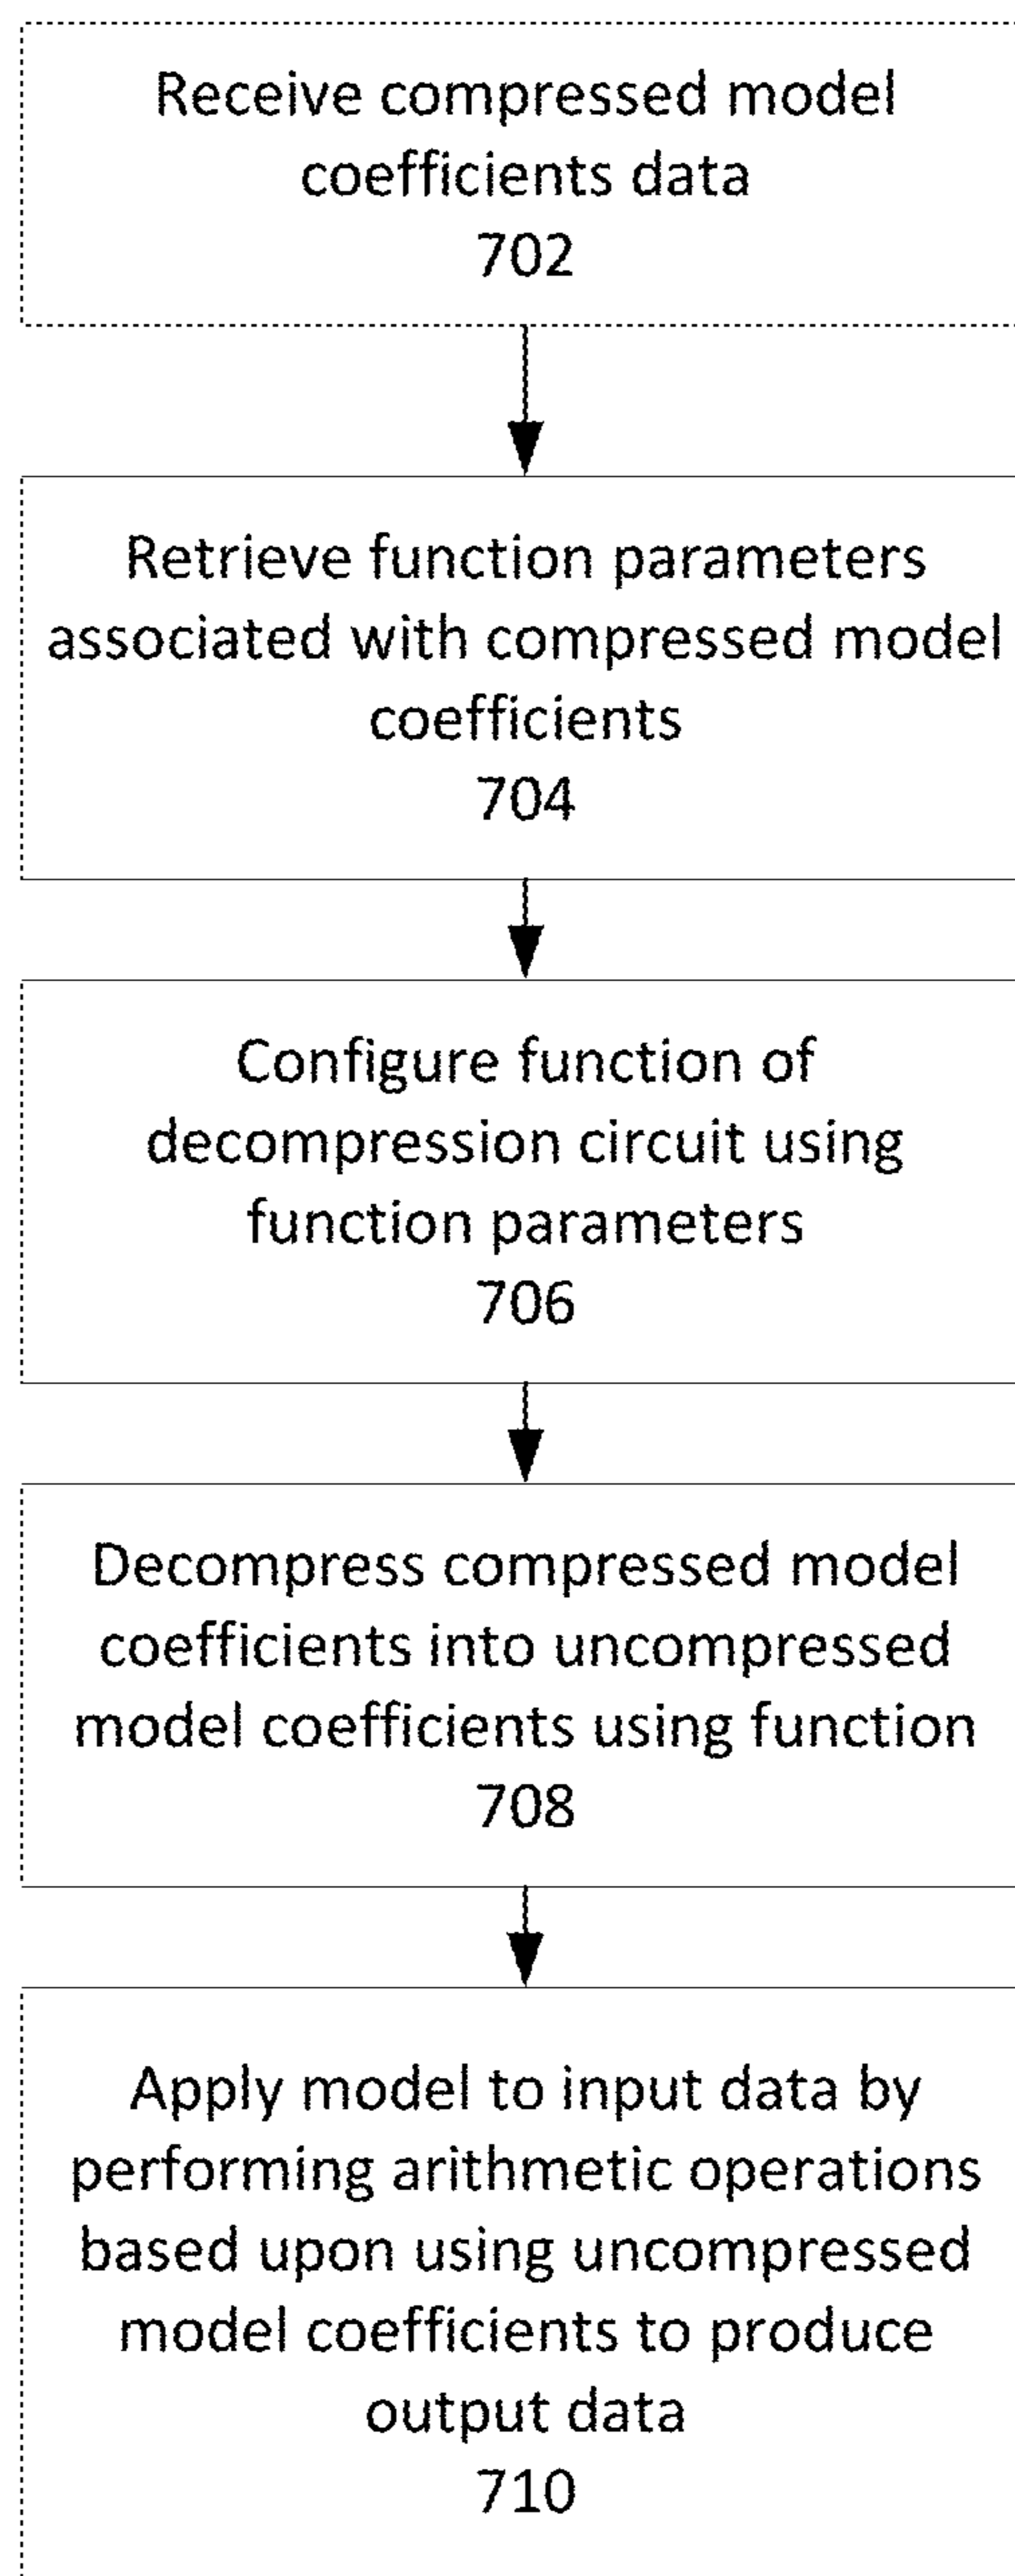 Receive compressed model
coefficients data
702
Retrieve function parameters
associated with compressed model
coefficients
704
Configure function of
decompression circuit using
function parameters
706
Decompress compressed model
coefficients into uncompressed
model coefficients using function
708
Apply model to input data by
performing arithmetic operations
based upon using uncompressed
model coefficients to produce
output data
710